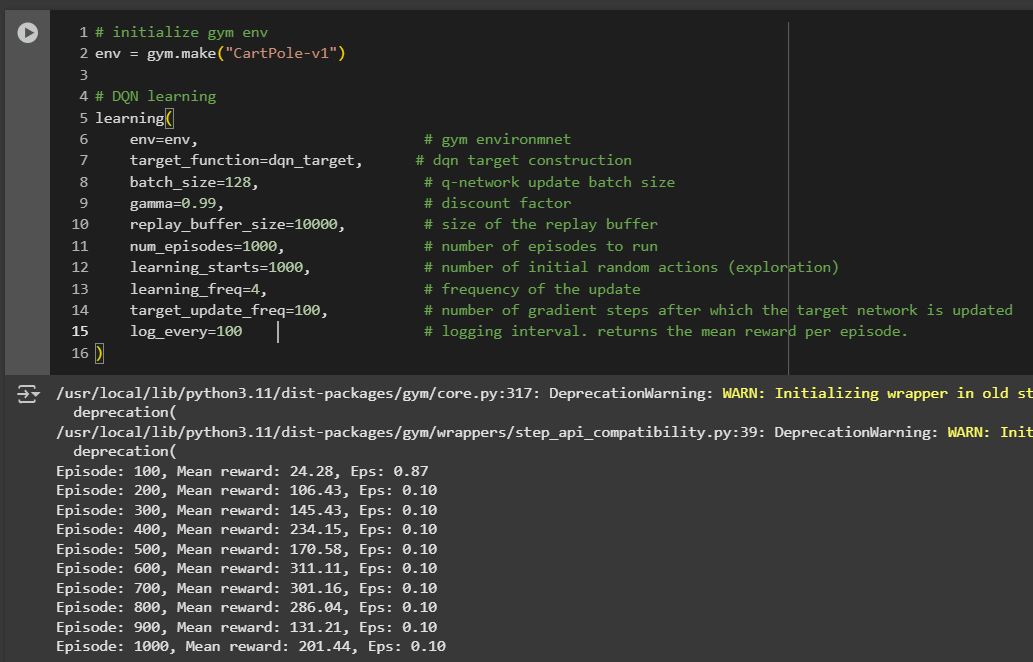 1 # initialize gym env
2 env = gym.make("CartPole-v1")
3
4 # DQN learning
5 learning(
6     env=env,                          # gym environmnet
7     target_function=dqn_target,      # dqn target construction
8     batch_size=128,                   # q-network update batch size
9     gamma=0.99,                       # discount factor
10     replay_buffer_size=10000,         # size of the replay buffer
11     num_episodes=1000,                # number of episodes to run
12     learning_starts=1000,             # number of initial random actions (exploration)
13     learning_freq=4,                  # frequency of the update
14     target_update_freq=100,           # number of gradient steps after which the target network is updated
15     log_every=100                     # logging interval. returns the mean reward per episode.
16 )
/usr/local/lib/python3.11/dist-packages/gym/core.py:317: DeprecationWarning: WARN: Initializing wrapper in old st
  deprecation(
/usr/local/lib/python3.11/dist-packages/gym/wrappers/step_api_compatibility.py:39: DeprecationWarning: WARN: Init
  deprecation(
Episode: 100, Mean reward: 24.28, Eps: 0.87
Episode: 200, Mean reward: 106.43, Eps: 0.10
Episode: 300, Mean reward: 145.43, Eps: 0.10
Episode: 400, Mean reward: 234.15, Eps: 0.10
Episode: 500, Mean reward: 170.58, Eps: 0.10
Episode: 600, Mean reward: 311.11, Eps: 0.10
Episode: 700, Mean reward: 301.16, Eps: 0.10
Episode: 800, Mean reward: 286.04, Eps: 0.10
Episode: 900, Mean reward: 131.21, Eps: 0.10
Episode: 1000, Mean reward: 201.44, Eps: 0.10